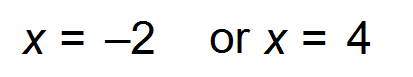 x = –2 or x = 4